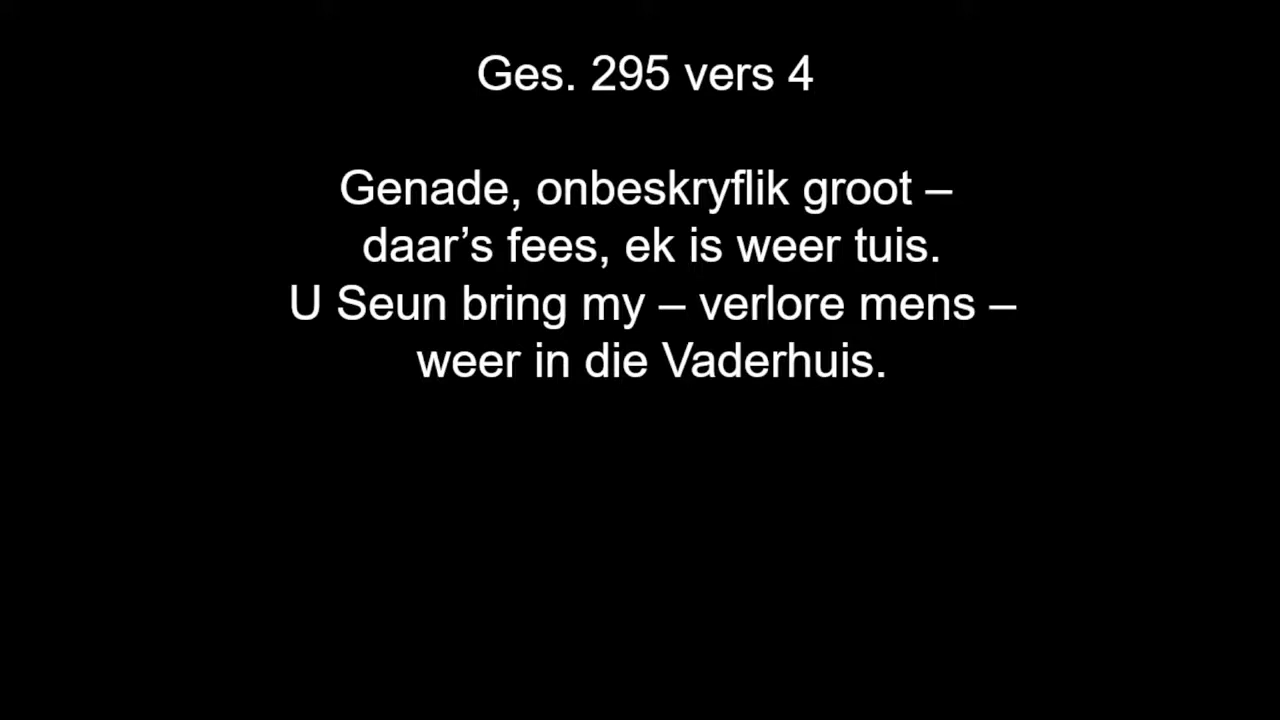 Ges. 295 vers 4
Genade, onbeskryflik groot –
daar’s fees, ek is weer tuis.
U Seun bring my – verlore mens –
weer in die Vaderhuis.